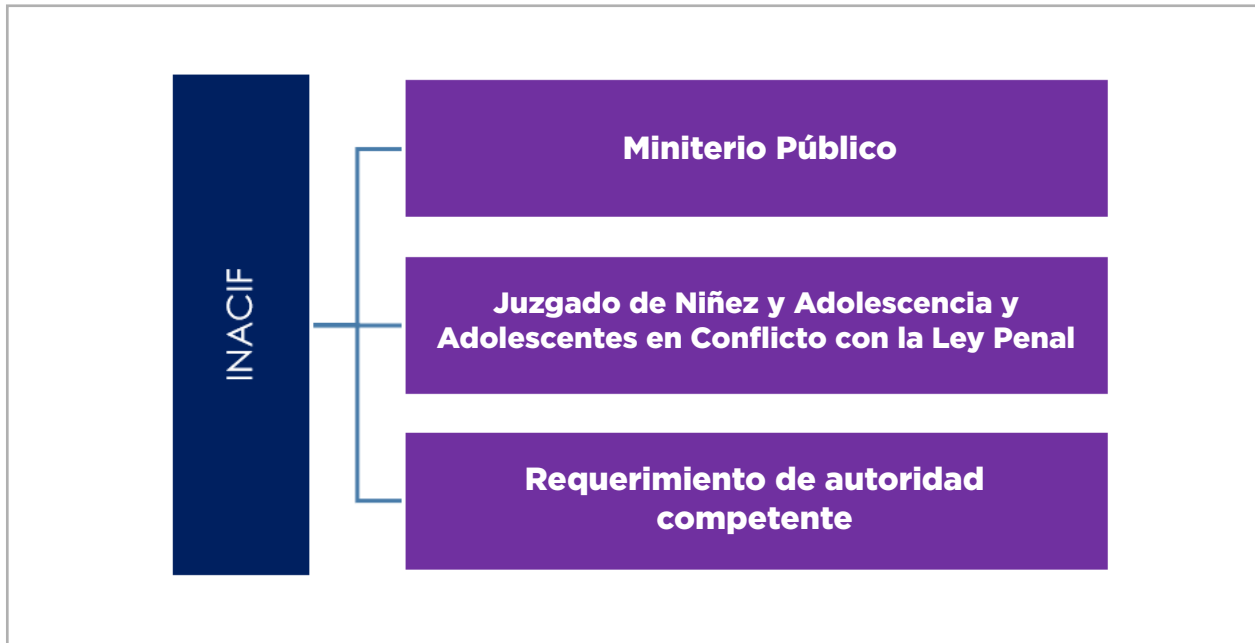 INACIF
Miniterio Público
Juzgado de Niñez y Adolescencia y
Adolescentes en Conflicto con la Ley Penal
Requerimiento de autoridad
competente